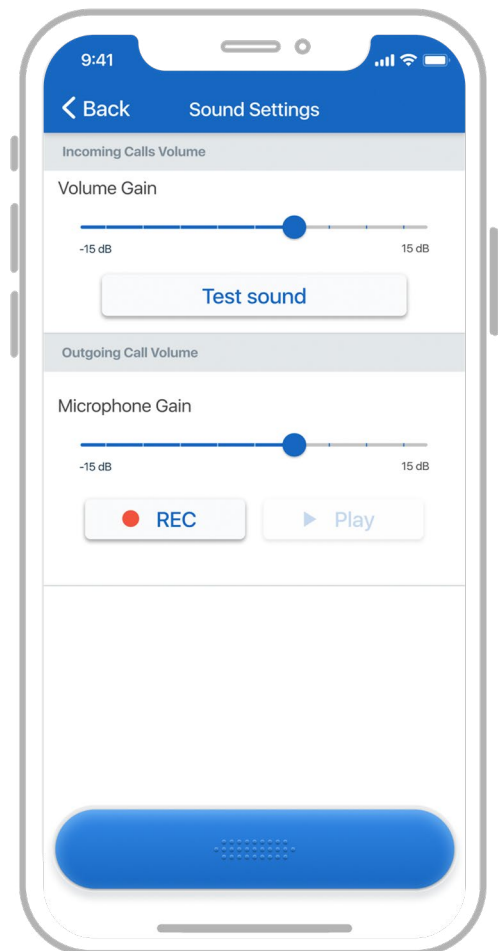 9:41
Back Sound Settings
Incoming Calls Volume
Volume Gain
-15 dB 15 dB
Test sound
Outgoing Call Volume
Microphone Gain
-15 dB 15 dB
REC Play